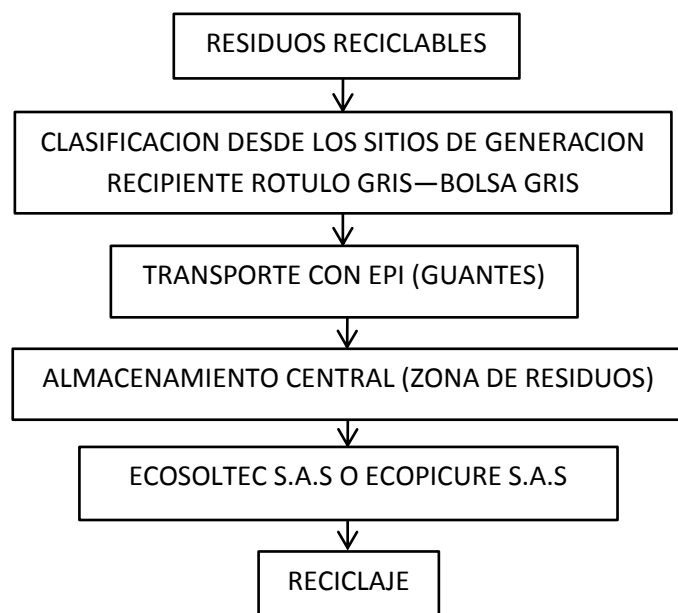 RESIDUOS RECICLABLES
CLASIFICACION DESDE LOS SITIOS DE GENERACION
RECIPIENTE ROTULO GRIS—BOLSA GRIS
TRANSPORTE CON EPI (GUANTES)
ALMACENAMIENTO CENTRAL (ZONA DE RESIDUOS)
ECOSOLTEC S.A.S O ECOPICURE S.A.S
RECICLAJE